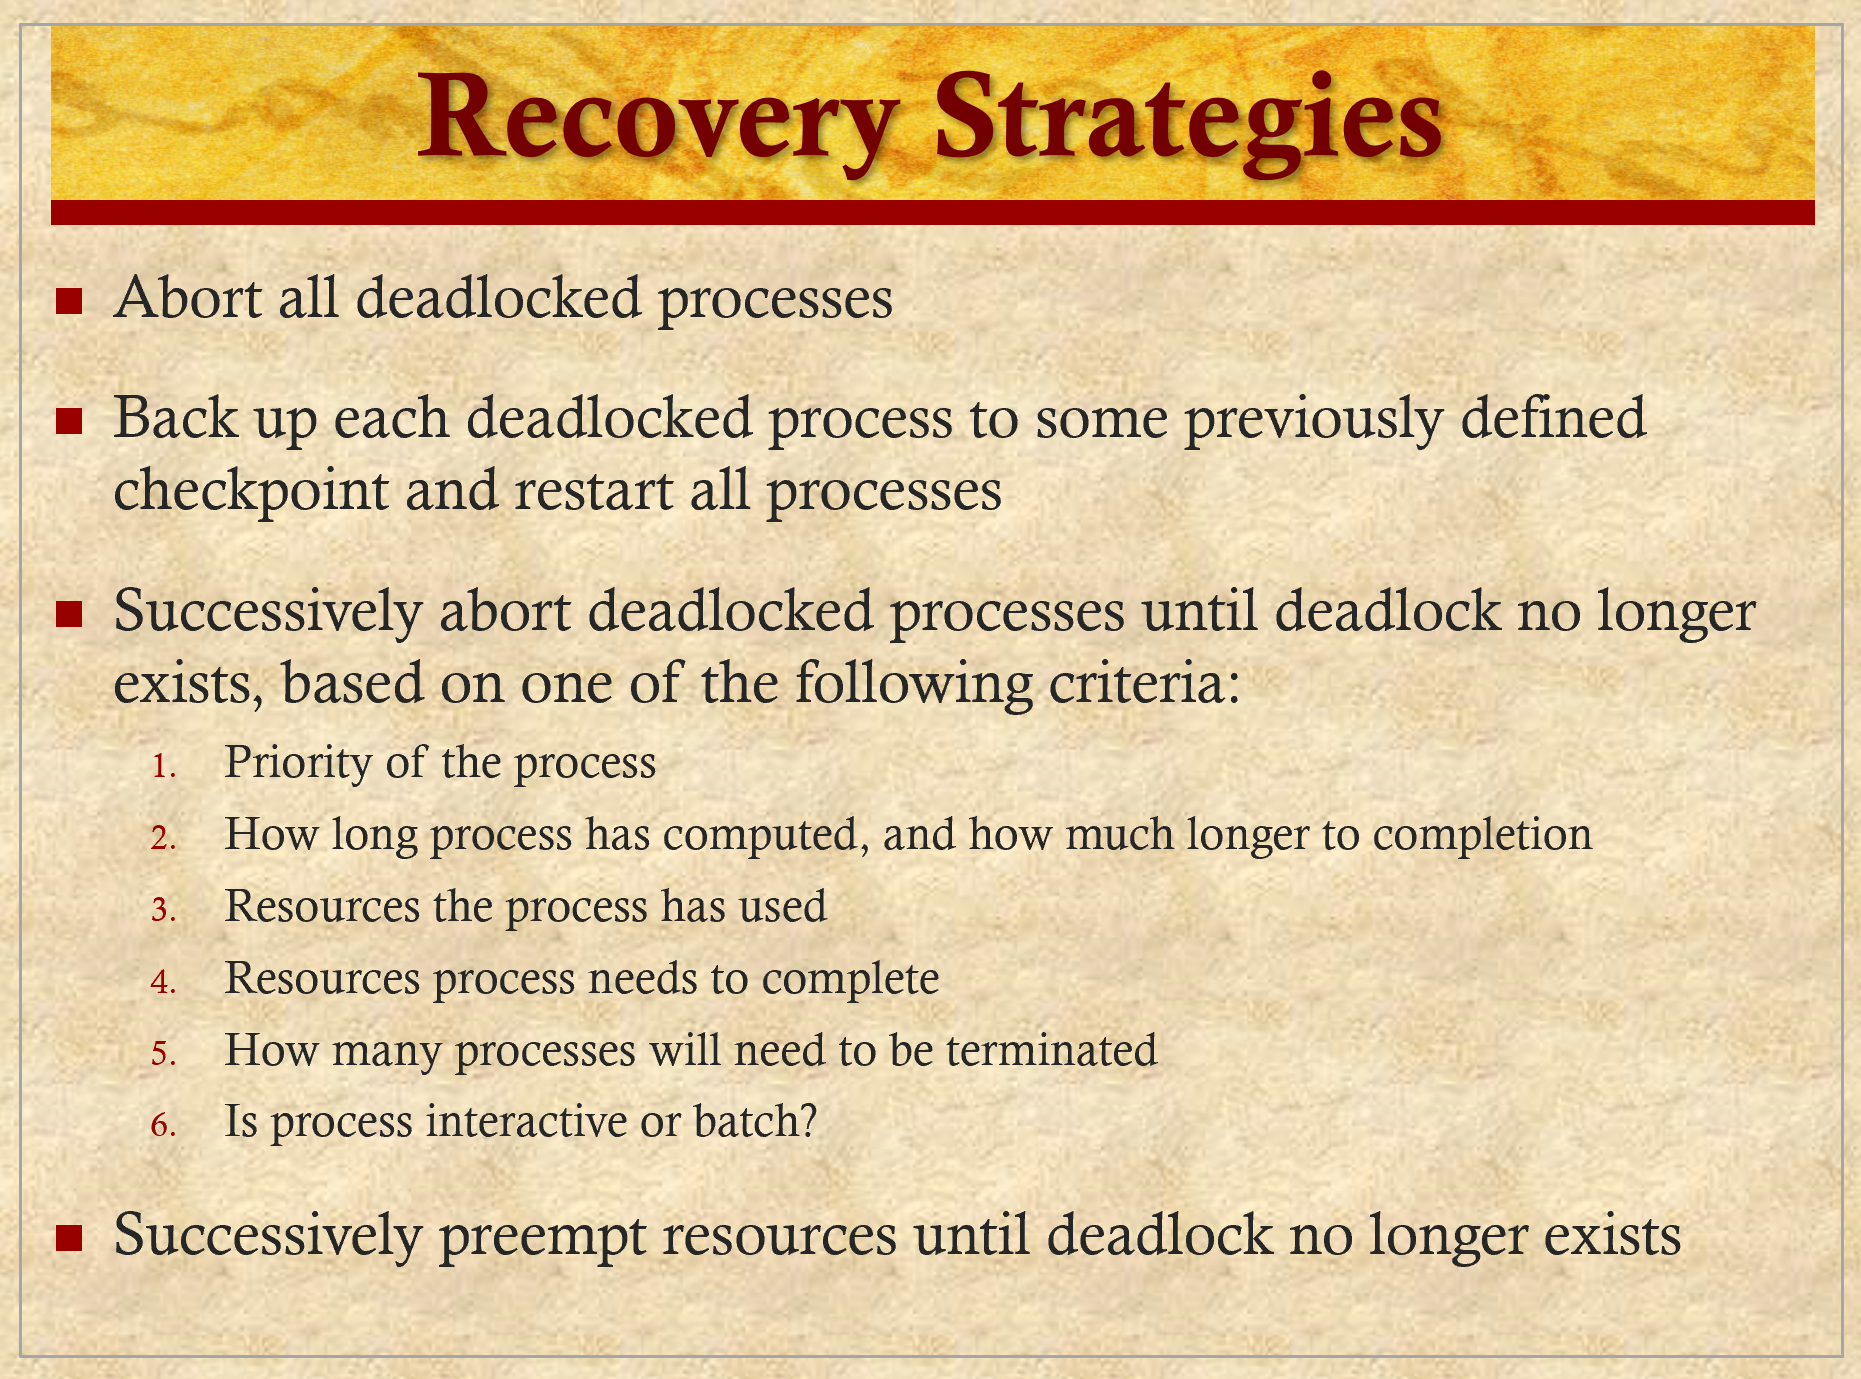 Recovery Strategies
■ Abort all deadlocked processes
■ Back up each deadlocked process to some previously defined
checkpoint and restart all processes
■ Successively abort deadlocked processes until deadlock no longer
exists, based on one of the following criteria:
1. Priority of the process
2. How long process has computed, and how much longer to completion
3. Resources the process has used
4. Resources process needs to complete
5. How many processes will need to be terminated
6. Is process interactive or batch?
■ Successively preempt resources until deadlock no longer exists